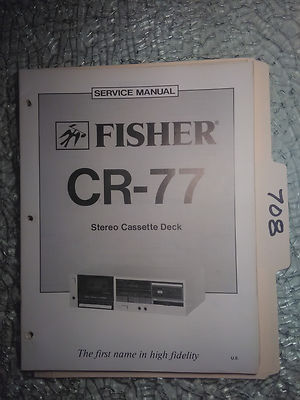 SERVICE MANUAL
FISHER®
CR-77
Stereo Cassette Deck
708
The first name in high fidelity